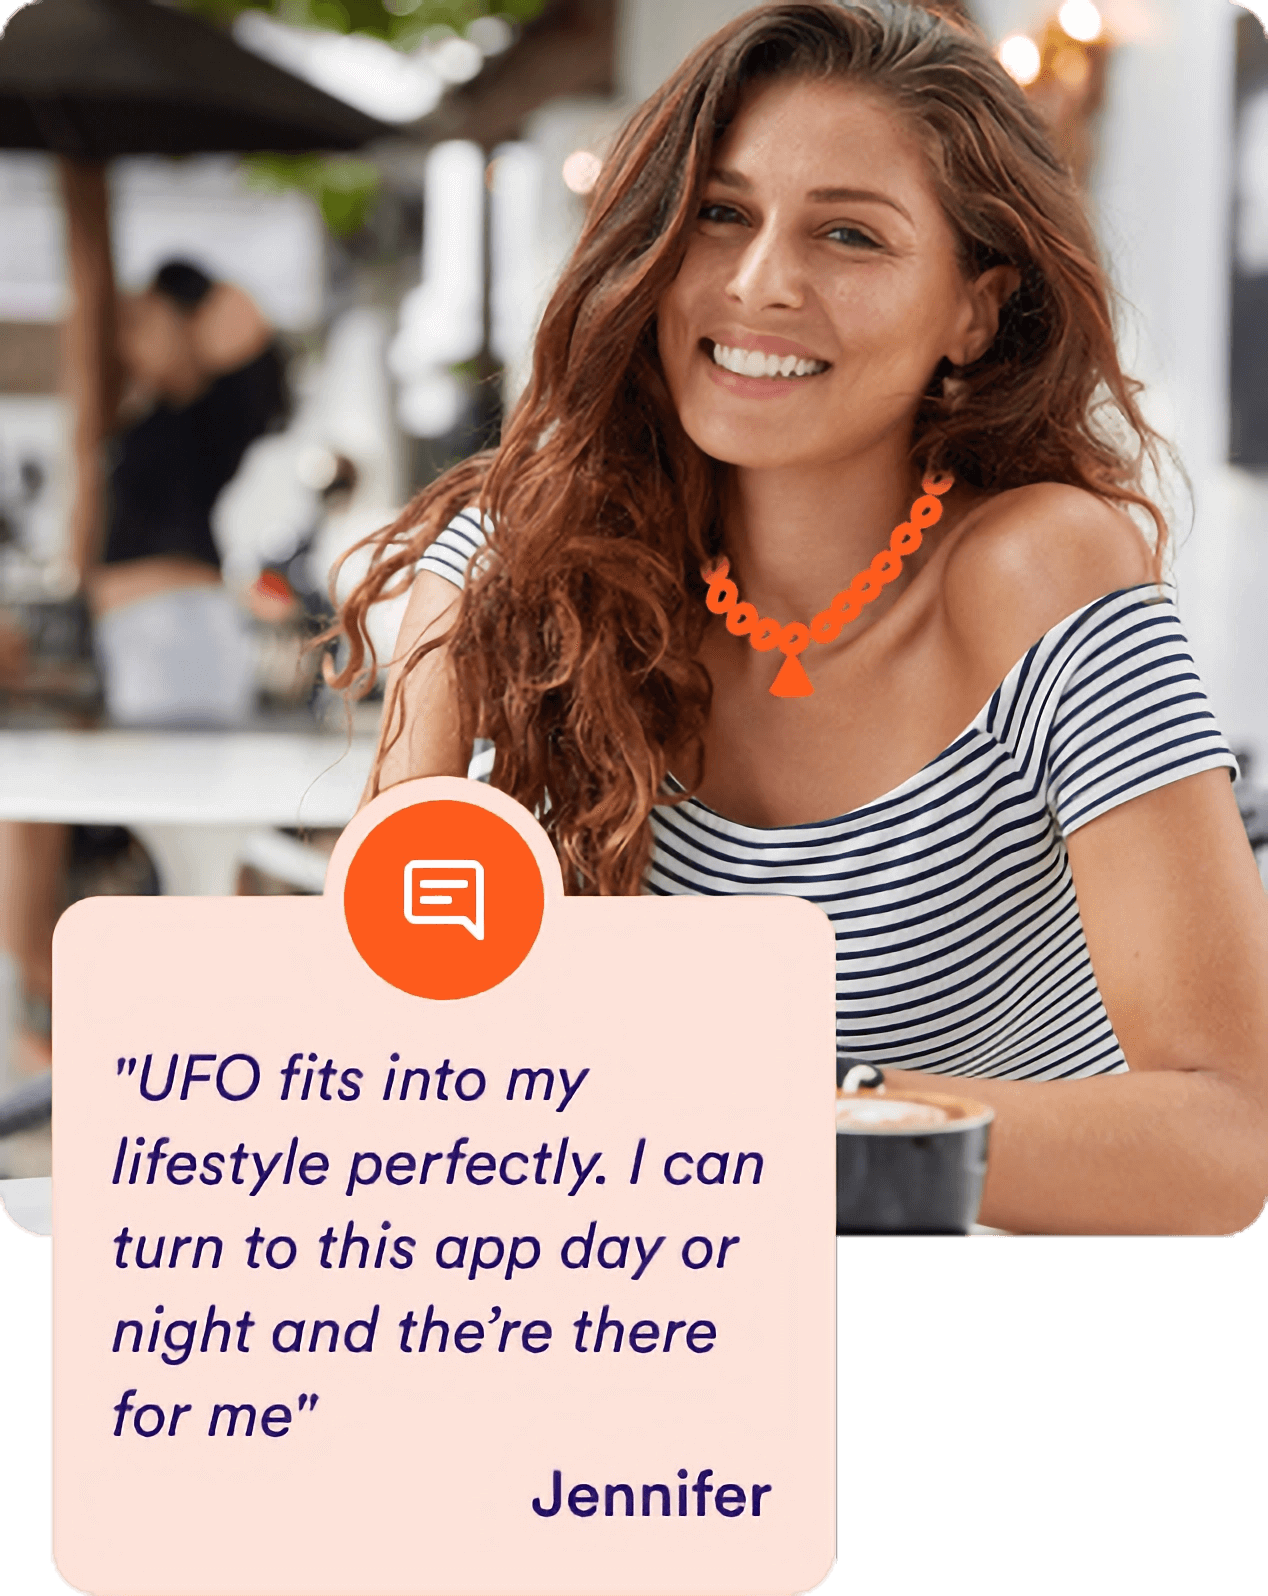 "UFO fits into my
lifestyle perfectly. I can
turn to this app day or
night and the’re there
for me"
Jennifer